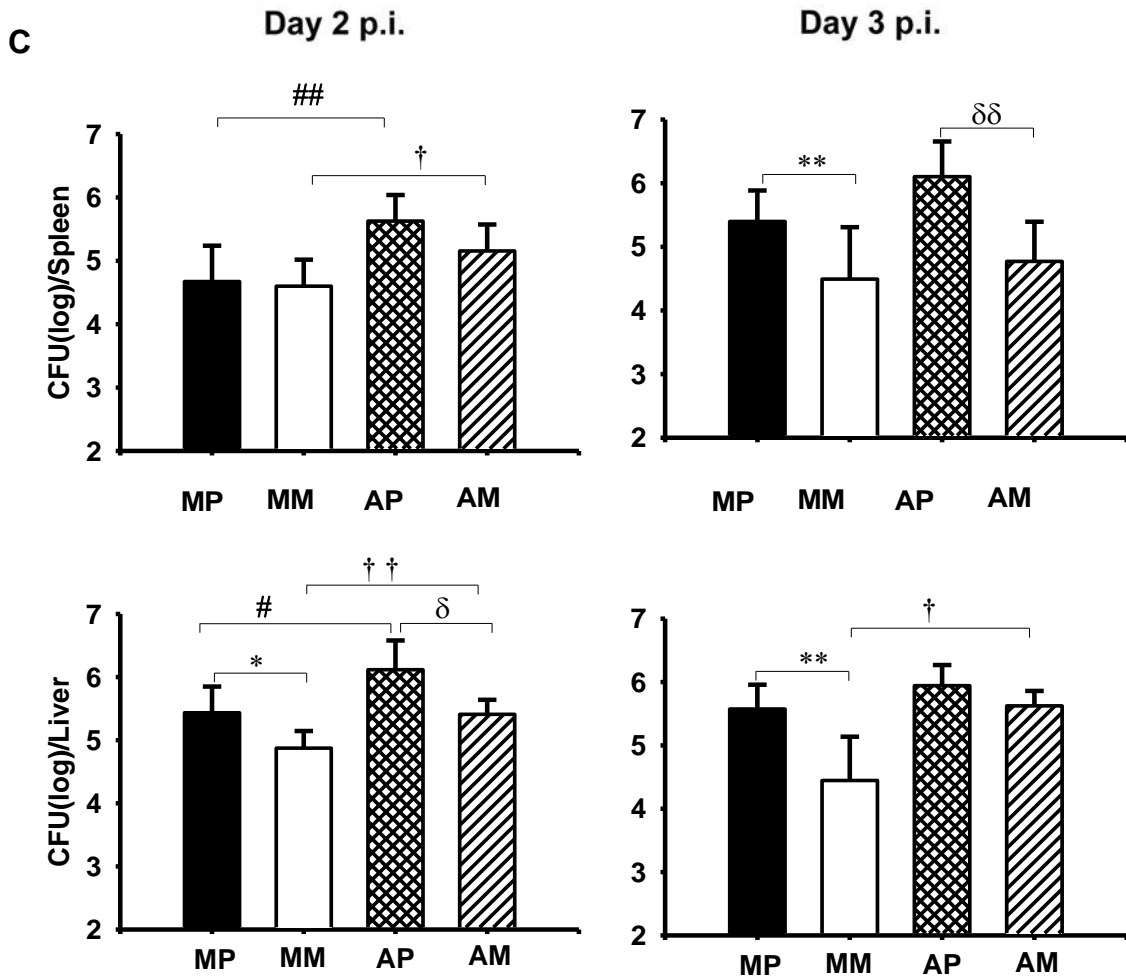 C
Day 2 p.i.
Day 3 p.i.
CFU(log)/Spleen
7
6
5
4
3
2
##
†
MP MM AP AM
7
6
5
4
3
2
**
δδ
MP MM AP AM
CFU(log)/Liver
7
6
5
4
3
2
† †
#
δ
*
MP MM AP AM
7
6
5
4
3
2
†
**
MP MM AP AM